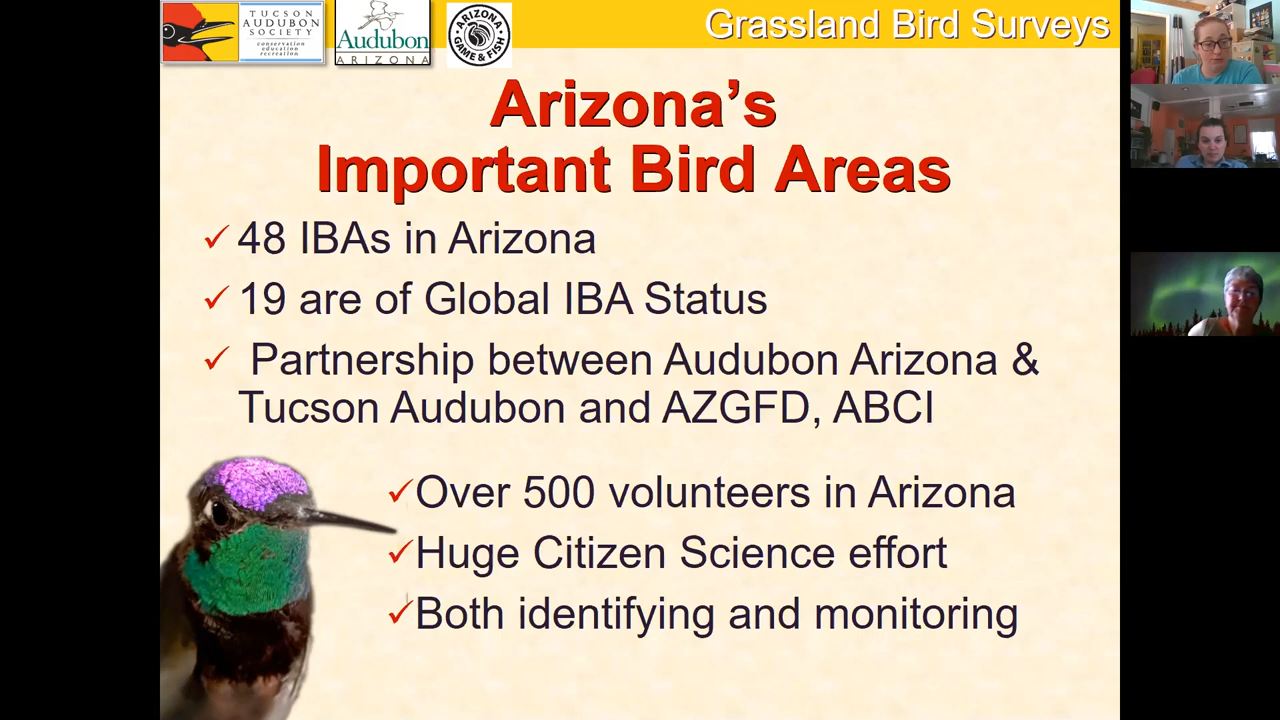 TUCSON
AUDUBON
SOCIETY
conservation
education
recreation
Audubon
ARIZONA
ARIZONA
GAME & FISH
Grassland Bird Surveys
Arizona’s
Important Bird Areas
✓ 48 IBAs in Arizona
✓ 19 are of Global IBA Status
✓ Partnership between Audubon Arizona &
Tucson Audubon and AZGFD, ABCI
✓Over 500 volunteers in Arizona
✓Huge Citizen Science effort
✓Both identifying and monitoring